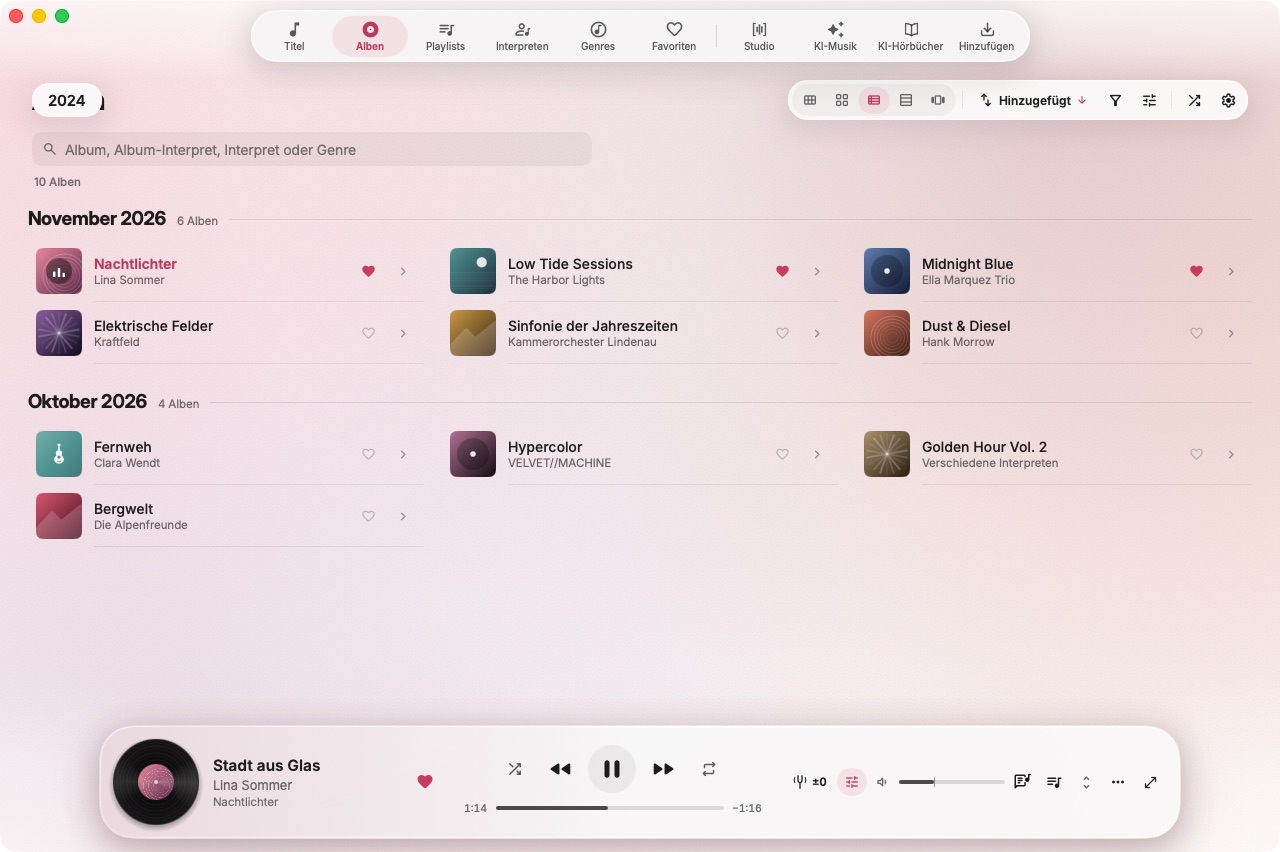 Titel
Alben
Playlists
Interpreten
Genres
Favoriten
Studio
KI-Musik
KI-Hörbücher
Hinzufügen
2024
Hinzugefügt
Album, Album-Interpret, Interpret oder Genre
10 Alben
November 2026 6 Alben
Nachtlichter
Lina Sommer
Low Tide Sessions
The Harbor Lights
Midnight Blue
Ella Marquez Trio
Elektrische Felder
Kraftfeld
Sinfonie der Jahreszeiten
Kammerorchester Lindenau
Dust & Diesel
Hank Morrow
Oktober 2026 4 Alben
Fernweh
Clara Wendt
Hypercolor
VELVET//MACHINE
Golden Hour Vol. 2
Verschiedene Interpreten
Bergwelt
Die Alpenfreunde
Stadt aus Glas
Lina Sommer
Nachtlichter
1:14
−1:16
±0